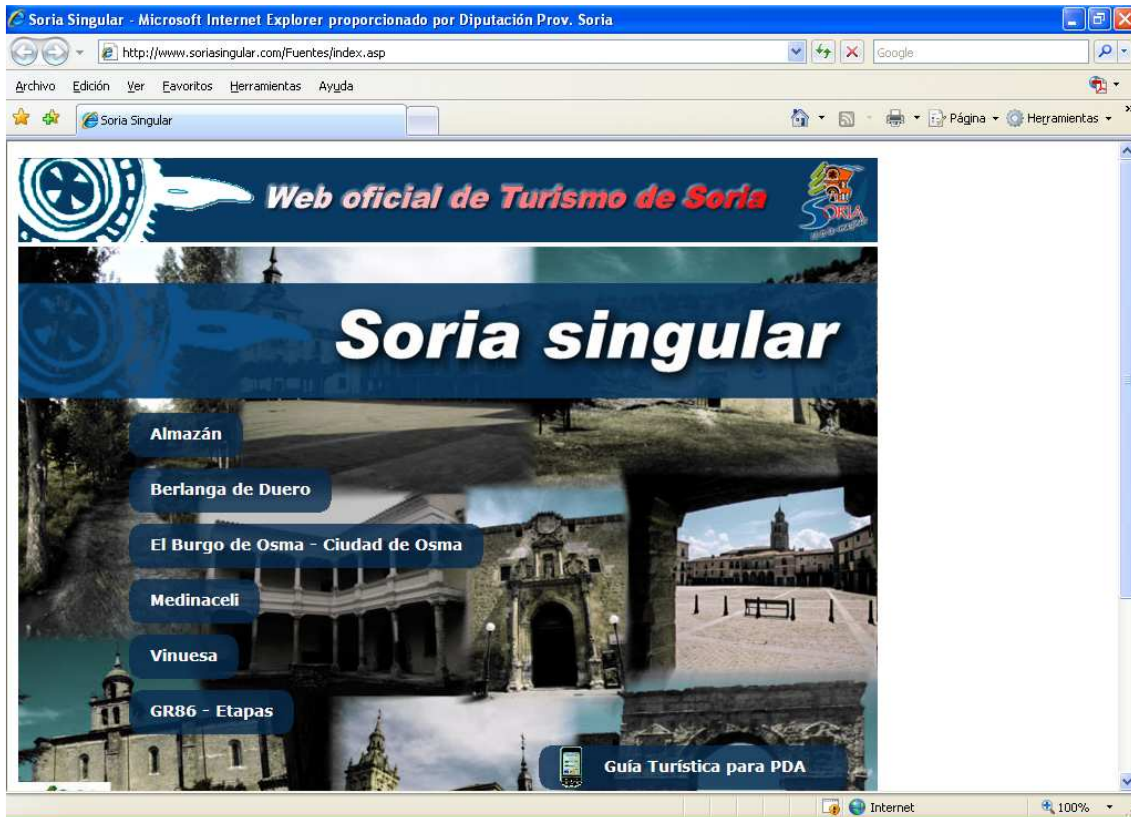 Soria Singular - Microsoft Internet Explorer proporcionado por Diputación Prov. Soria
http://www.soriasingular.com/Fuentes/index.asp
Google
Archivo Edición Ver Favoritos Herramientas Ayuda
Soria Singular
Página Herramientas
Web oficial de Turismo de Soria
SORIA
Soria singular
Almazán
Berlanga de Duero
El Burgo de Osma - Ciudad de Osma
Medinaceli
Vinuesa
GR86 - Etapas
Guía Turística para PDA
Internet
100%